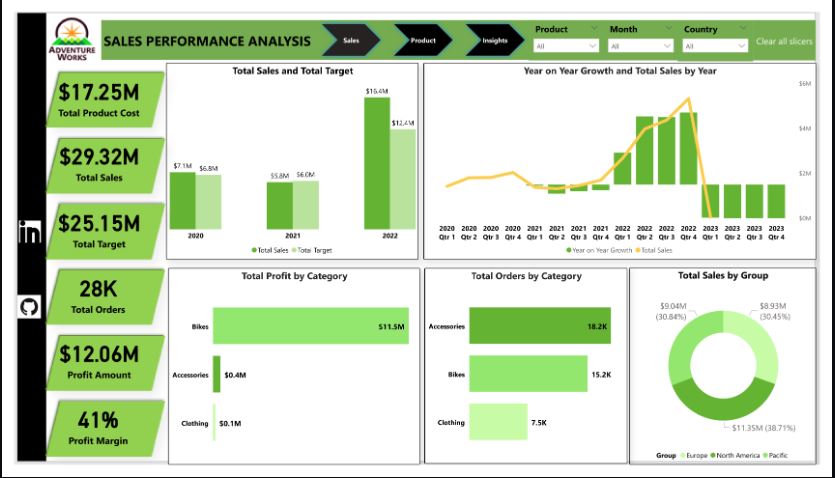 ADVENTURE
WORKS
SALES PERFORMANCE ANALYSIS
Sales
Product
Insights
Product
All
Month
All
Country
All
Clear all slicers
$17.25M
Total Product Cost
$29.32M
Total Sales
$25.15M
Total Target
28K
Total Orders
$12.06M
Profit Amount
41%
Profit Margin
in
Total Sales and Total Target
$7.1M
$6.8M
$5.8M
$6.0M
$16.4M
$12.4M
2020
2021
2022
Total Sales Total Target
Year on Year Growth and Total Sales by Year
$6M
$4M
$2M
$0M
2020 2020 2020 2020 2021 2021 2021 2021 2022 2022 2022 2022 2023 2023 2023 2023
Qtr 1 Qtr 2 Qtr 3 Qtr 4 Qtr 1 Qtr 2 Qtr 3 Qtr 4 Qtr 1 Qtr 2 Qtr 3 Qtr 4 Qtr 1 Qtr 2 Qtr 3 Qtr 4
Year on Year Growth Total Sales
Total Profit by Category
Bikes $11.5M
Accessories $0.4M
Clothing $0.1M
Total Orders by Category
Accessories 18.2K
Bikes 15.2K
Clothing 7.5K
Total Sales by Group
$9.04M
(30.84%)
$8.93M
(30.45%)
$11.35M (38.71%)
Group Europe North America Pacific